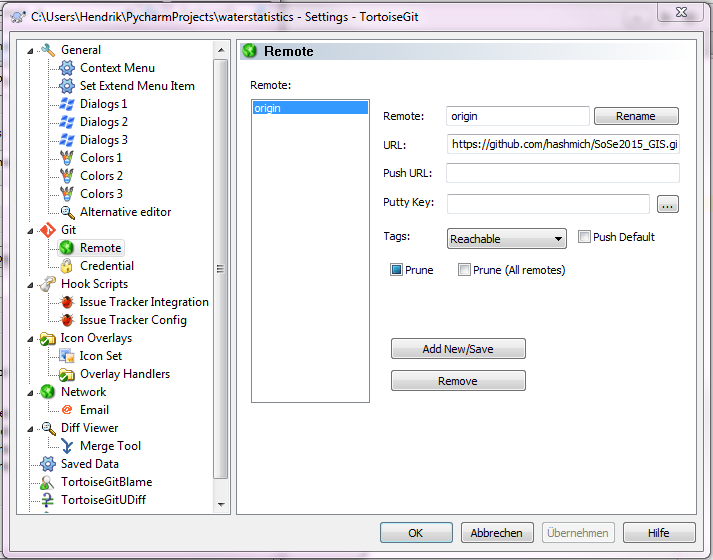 C:\Users\Hendrik\PycharmProjects\waterstatistics - Settings - TortoiseGit
General
Context Menu
Set Extend Menu Item
Dialogs 1
Dialogs 2
Dialogs 3
Colors 1
Colors 2
Colors 3
Alternative editor
Git
Remote
Credential
Hook Scripts
Issue Tracker Integration
Issue Tracker Config
Icon Overlays
Icon Set
Overlay Handlers
Network
Email
Diff Viewer
Merge Tool
Saved Data
TortoiseGitBlame
TortoiseGitUDiff
Remote
Remote:
origin
Remote: origin Rename
URL: https://github.com/hashmich/SoSe2015_GIS.gi
Push URL:
Putty Key: ...
Tags: Reachable Push Default
Prune Prune (All remotes)
Add New/Save
Remove
OK Abbrechen Übernehmen Hilfe